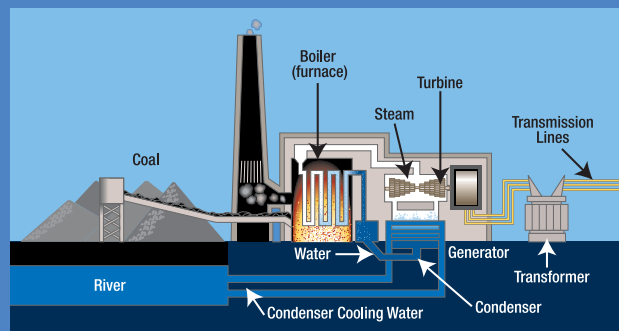 Boiler
(furnace)
Turbine
Steam
Transmission
Lines
Coal
Water
Generator
River
Transformer
Condenser
Condenser Cooling Water